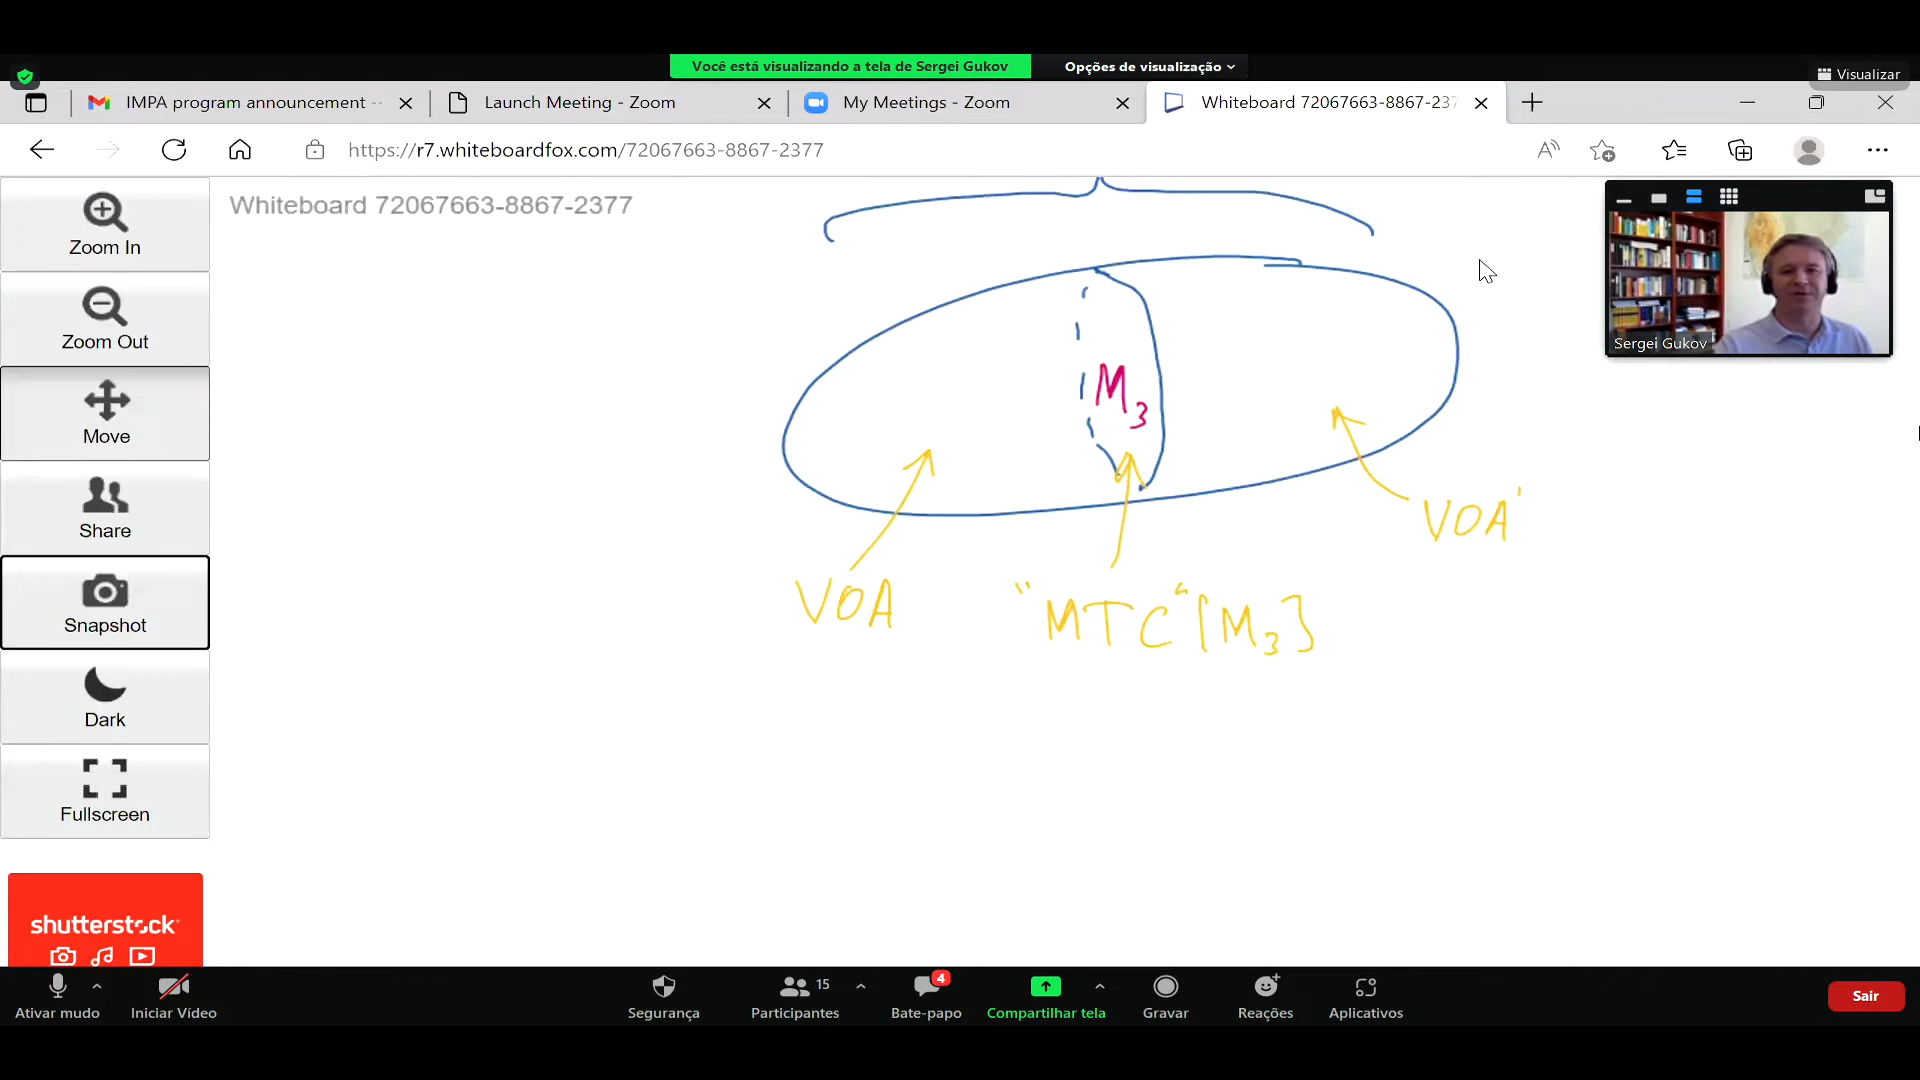 Você está visualizando a tela de Sergei Gukov
Opções de visualização
Visualizar
IMPA program announcement --
Launch Meeting - Zoom
My Meetings - Zoom
Whiteboard 72067663-8867-237
https://r7.whiteboardfox.com/72067663-8867-2377
Whiteboard 72067663-8867-2377
Zoom In
Zoom Out
Move
Share
Snapshot
Dark
Fullscreen
shutterstock
Sergei Gukov
M₃
VOA
"MTC"[M₃]
VOA'
Ativar mudo
Iniciar Vídeo
Segurança
15
Participantes
4
Bate-papo
Compartilhar tela
Gravar
Reações
Aplicativos
Sair